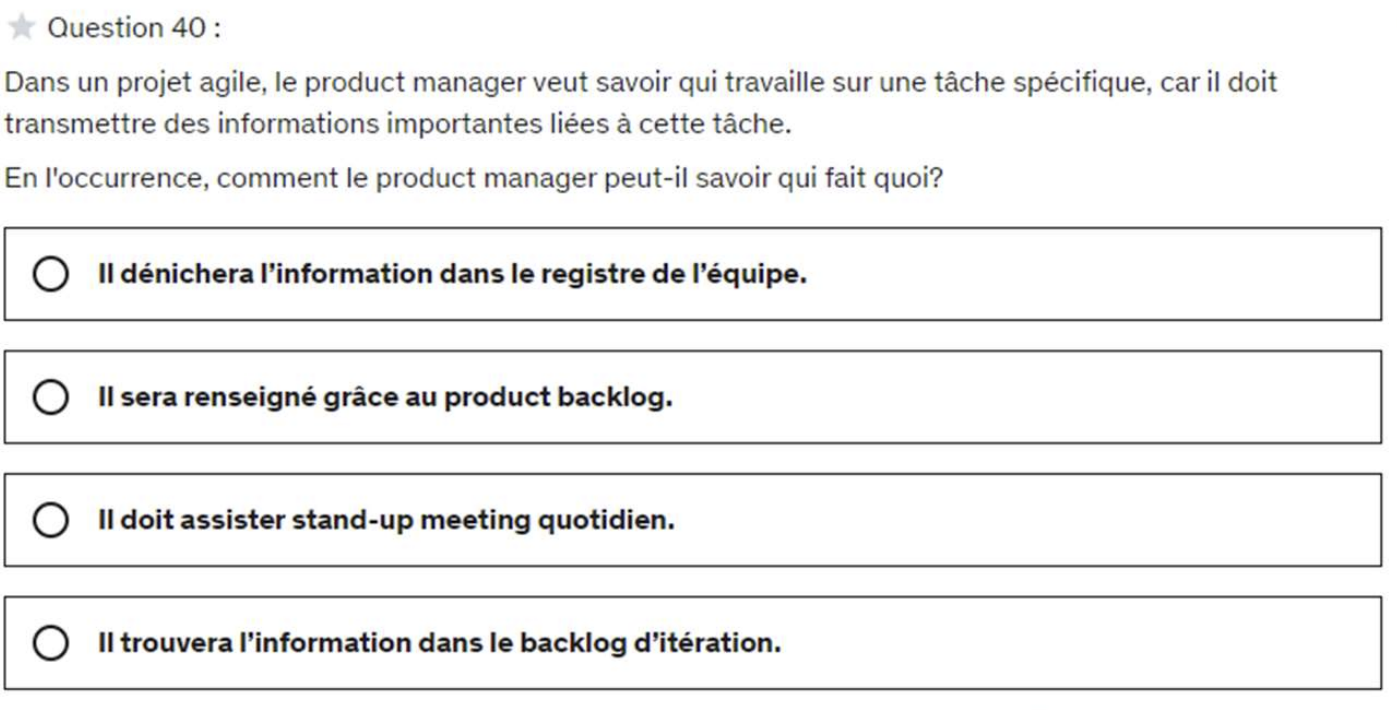 Question 40 :
Dans un projet agile, le product manager veut savoir qui travaille sur une tâche spécifique, car il doit
transmettre des informations importantes liées à cette tâche.
En l'occurrence, comment le product manager peut-il savoir qui fait quoi?
Il dénichera l’information dans le registre de l’équipe.
Il sera renseigné grâce au product backlog.
Il doit assister stand-up meeting quotidien.
Il trouvera l’information dans le backlog d’itération.